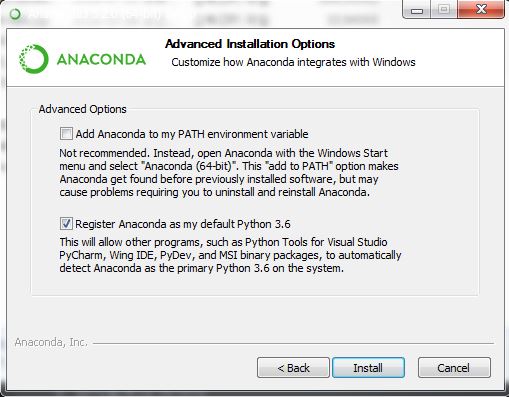 Advanced Installation Options
Customize how Anaconda integrates with Windows
ANACONDA
Advanced Options
Add Anaconda to my PATH environment variable
Not recommended. Instead, open Anaconda with the Windows Start
menu and select "Anaconda (64-bit)". This "add to PATH" option makes
Anaconda get found before previously installed software, but may
cause problems requiring you to uninstall and reinstall Anaconda.
Register Anaconda as my default Python 3.6
This will allow other programs, such as Python Tools for Visual Studio
PyCharm, Wing IDE, PyDev, and MSI binary packages, to automatically
detect Anaconda as the primary Python 3.6 on the system.
Anaconda, Inc.
< Back
Install
Cancel